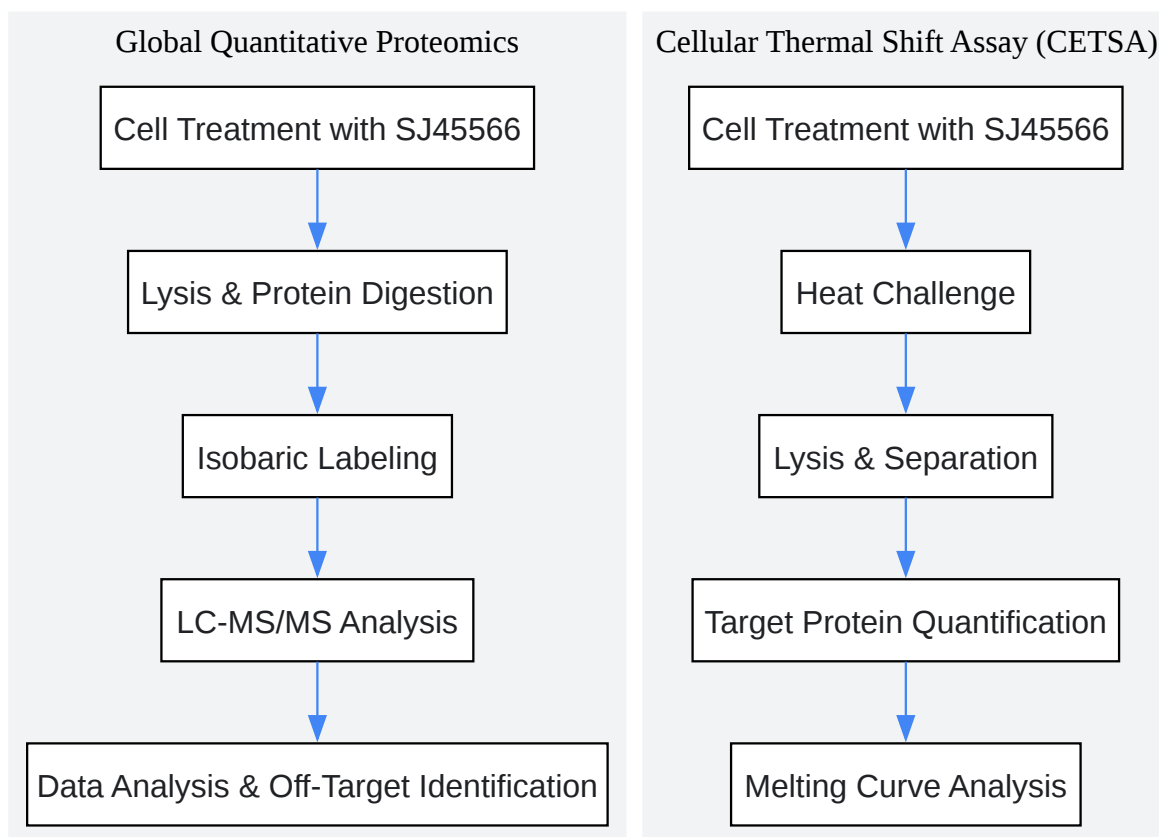 Global Quantitative Proteomics
Cell Treatment with SJ45566
Lysis & Protein Digestion
Isobaric Labeling
LC-MS/MS Analysis
Data Analysis & Off-Target Identification
Cellular Thermal Shift Assay (CETSA)
Cell Treatment with SJ45566
Heat Challenge
Lysis & Separation
Target Protein Quantification
Melting Curve Analysis